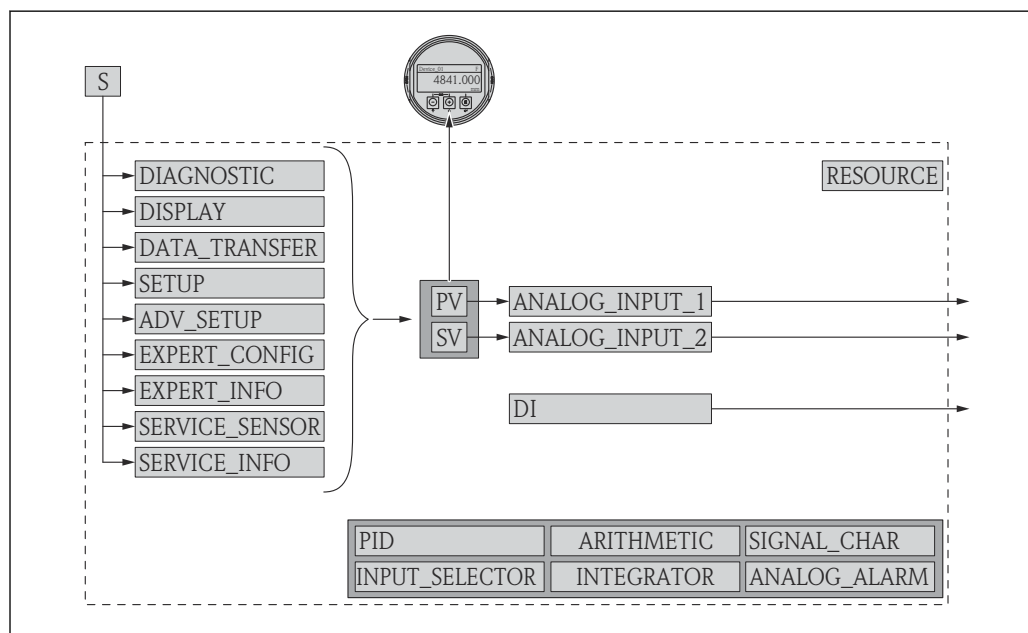 S
Device_01
4841.000
DIAGNOSTIC
DISPLAY
DATA_TRANSFER
SETUP
ADV_SETUP
EXPERT_CONFIG
EXPERT_INFO
SERVICE_SENSOR
SERVICE_INFO
RESOURCE
PV
ANALOG_INPUT_1
SV
ANALOG_INPUT_2
DI
PID
ARITHMETIC
SIGNAL_CHAR
INPUT_SELECTOR
INTEGRATOR
ANALOG_ALARM